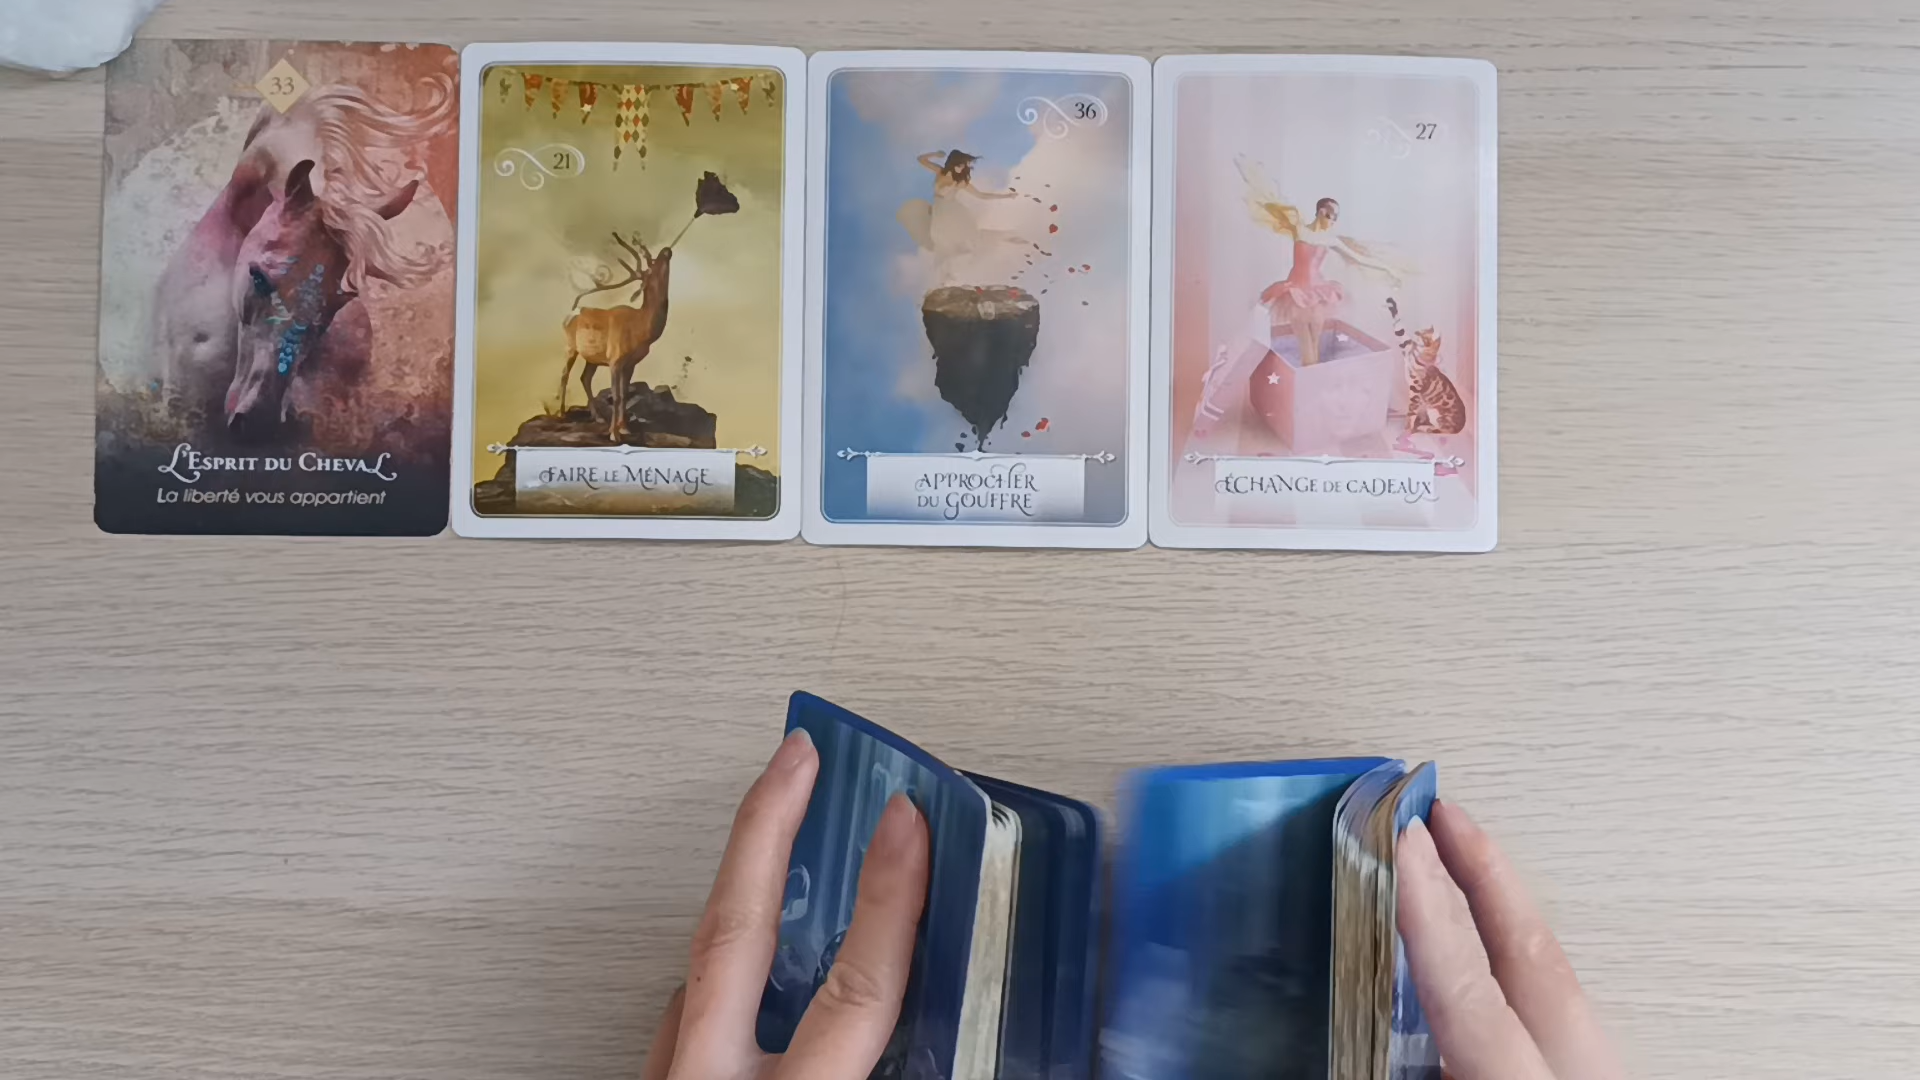 33
L'Esprit du Cheval
La liberté vous appartient
21
Faire le Ménage
36
Approcher
du Gouffre
27
Échange de cadeaux